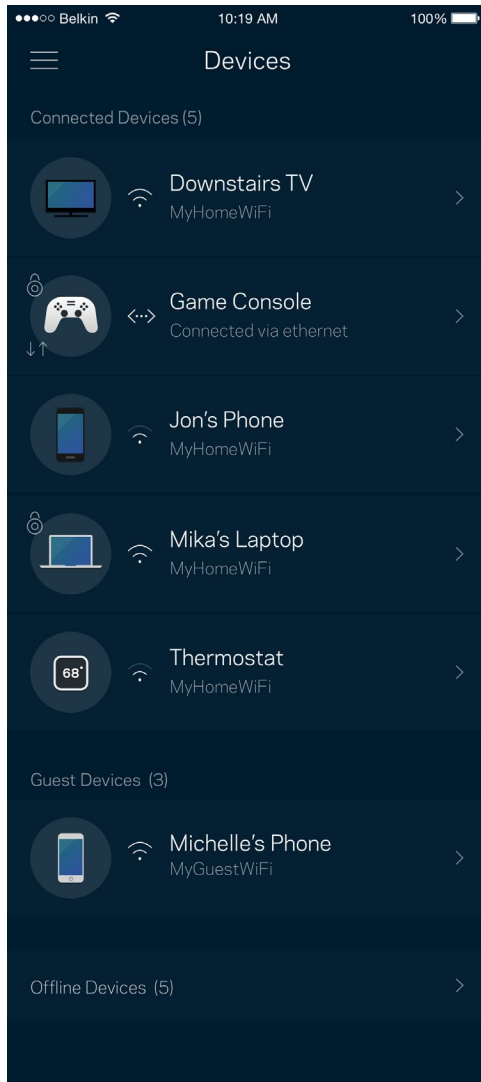 Belkin
10:19 AM
100%
Devices
Connected Devices (5)
Downstairs TV
MyHomeWiFi
Game Console
Connected via ethernet
Jon's Phone
MyHomeWiFi
Mika's Laptop
MyHomeWiFi
68°
Thermostat
MyHomeWiFi
Guest Devices (3)
Michelle's Phone
MyGuestWiFi
Offline Devices (5)